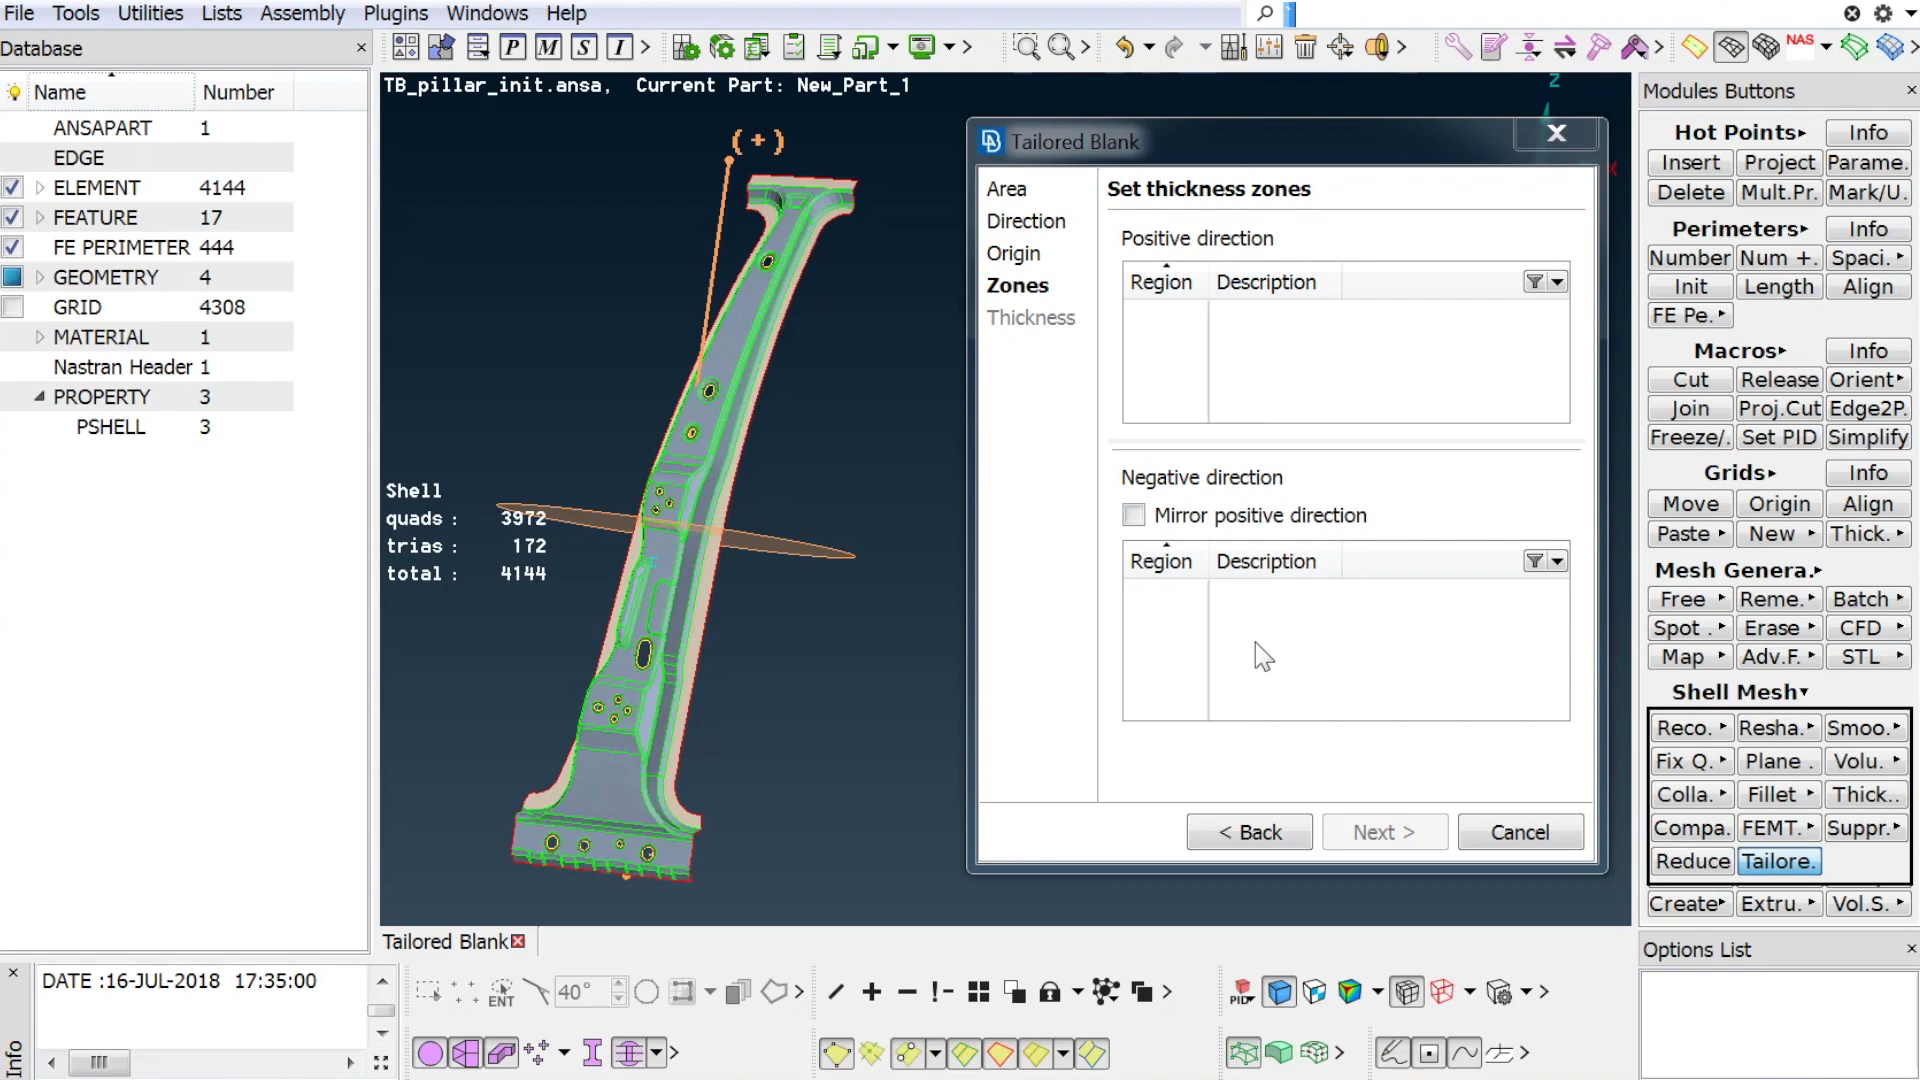 File Tools Utilities Lists Assembly Plugins Windows Help
Database
P M S I
NAS
Name Number
ANSAPART 1
EDGE
ELEMENT 4144
FEATURE 17
FE PERIMETER 444
GEOMETRY 4
GRID 4308
MATERIAL 1
Nastran Header 1
PROPERTY 3
PSHELL 3
TB_pillar_init.ansa, Current Part: New_Part_1
Z
(+)
Shell
quads : 3972
trias : 172
total : 4144
Tailored Blank
Area
Direction
Origin
Zones
Thickness
Set thickness zones
Positive direction
Region Description
Negative direction
Mirror positive direction
Region Description
< Back Next > Cancel
Modules Buttons
Hot Points Info
Insert Project Parame.
Delete Mult.Pr. Mark/U.
Perimeters Info
Number Num +. Spaci.
Init Length Align
FE Pe.
Macros Info
Cut Release Orient
Join Proj.Cut Edge2P.
Freeze/. Set PID Simplify
Grids Info
Move Origin Align
Paste New Thick.
Mesh Genera.
Free Reme. Batch
Spot . Erase CFD
Map Adv.F. STL
Shell Mesh
Reco. Resha. Smoo.
Fix Q. Plane . Volu.
Colla. Fillet Thick..
Compa. FEMT. Suppr.
Reduce Tailore.
Create Extru. Vol.S.
Options List
Tailored Blank
DATE :16-JUL-2018 17:35:00
Info
ENT 40°
PID